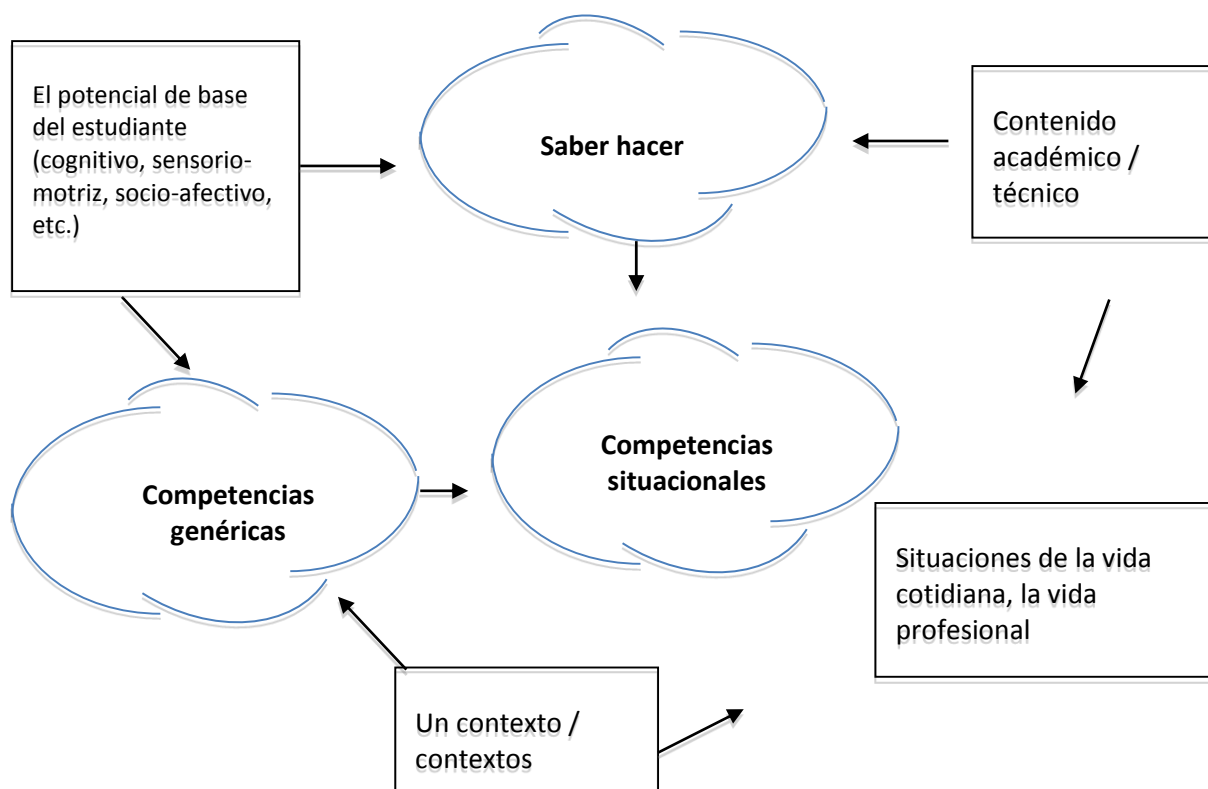 El potencial de base
del estudiante
(cognitivo, sensorio-
motriz, socio-afectivo,
etc.)
Saber hacer
Contenido
académico /
técnico
Competencias
genéricas
Competencias
situacionales
Situaciones de la vida
cotidiana, la vida
profesional
Un contexto /
contextos